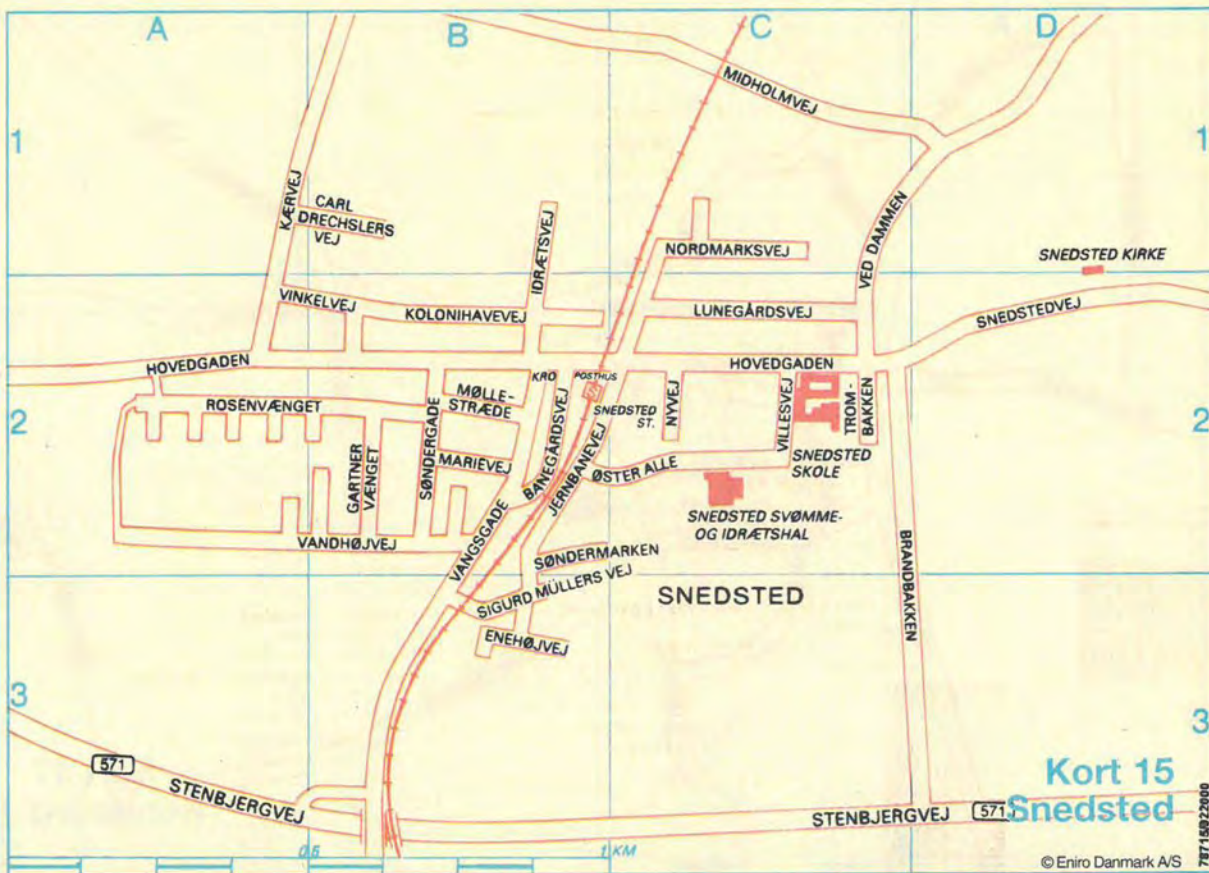 A
B
C
D
MIDHOLMVEJ
1
1
KÆRVEJ
CARL
DRECHSLERS
VEJ
IDRÆTSVEJ
NORDMARKSVEJ
VED DAMMEN
SNEDSTED KIRKE
VINKELVEJ
KOLONIHAVEVEJ
LUNEGÅRDSVEJ
SNEDSTEDVEJ
HOVEDGADEN
HOVEDGADEN
KRO
POSTHUS
2
2
ROSENVÆNGET
MØLLE-
STRÆDE
SØNDERGADE
BANEGÅRDSVEJ
SNEDSTED
ST.
NYVEJ
VILLESVEJ
TROM-
BAKKEN
MARIEVEJ
JERNBANEVEJ
ØSTER ALLE
SNEDSTED
SKOLE
GARTNER
VÆNGET
SNEDSTED SVØMME-
OG IDRÆTSHAL
VANDHØJVEJ
VANGSGADE
SØNDERMARKEN
BRANDBAKKEN
SIGURD MÜLLERS VEJ
SNEDSTED
ENEHØJVEJ
3
3
571
STENBJERGVEJ
STENBJERGVEJ
571
Kort 15
Snedsted
0.5
1 KM
© Eniro Danmark A/S
78715/022000